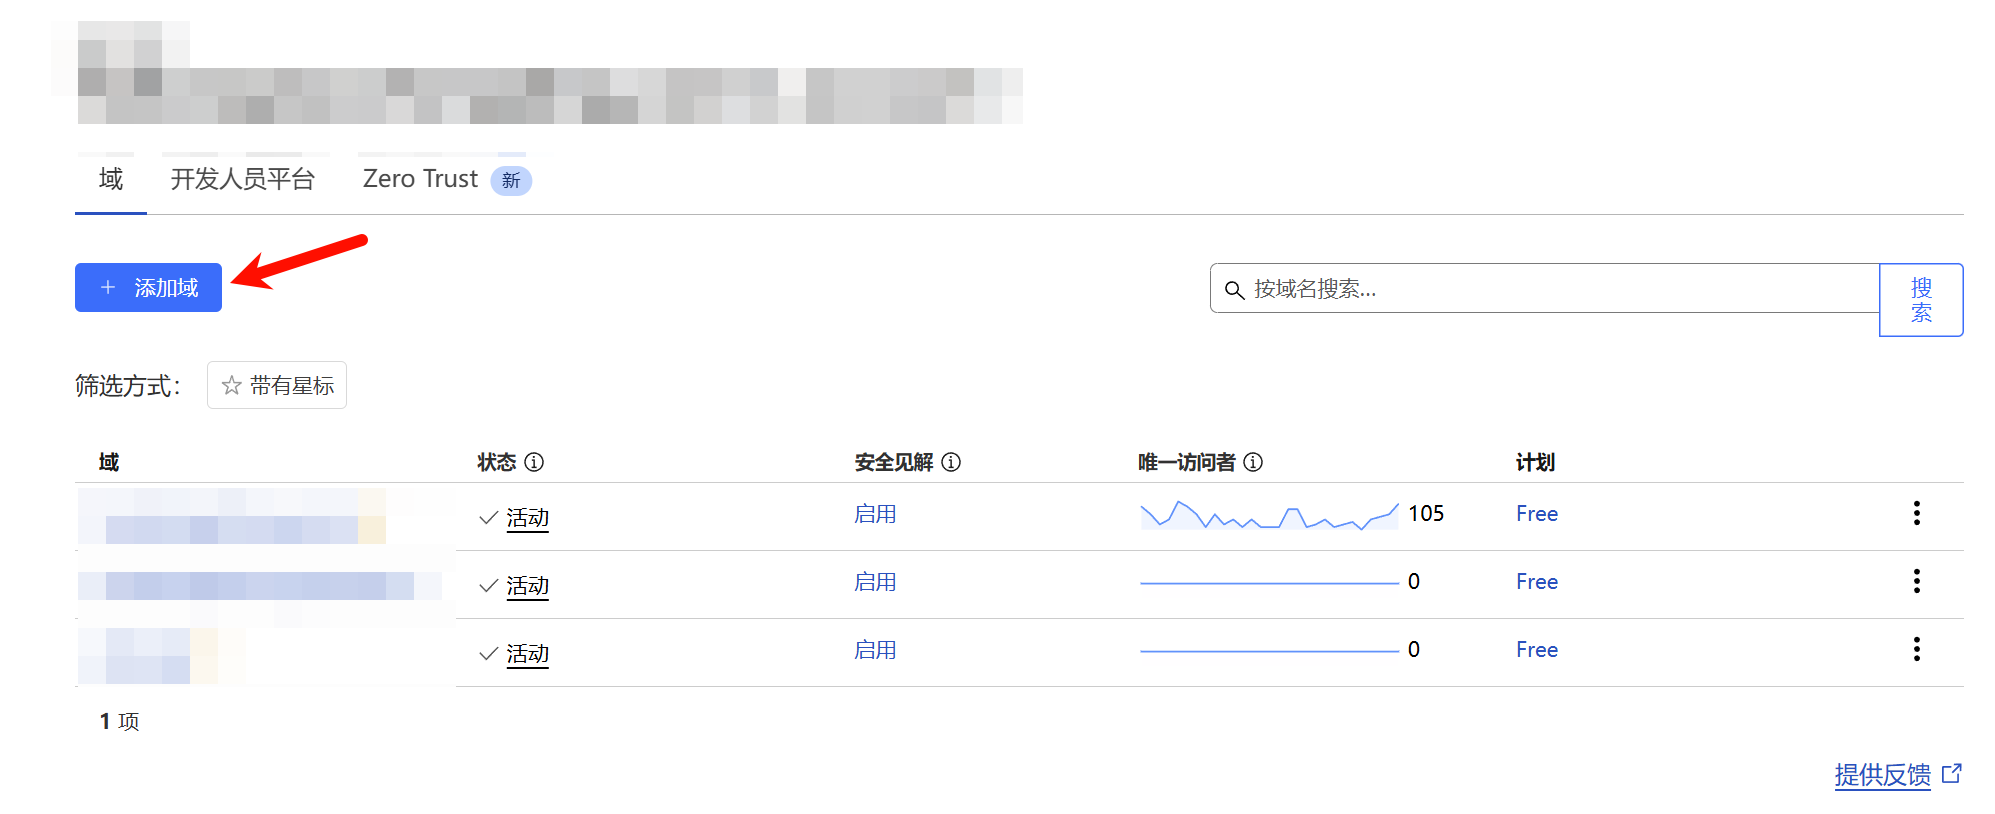 域 开发人员平台 Zero Trust 新
添加域
按域名搜索...
搜
索
筛选方式： 带有星标
域 状态 安全见解 唯一访问者 计划
活动 启用 105 Free
活动 启用 0 Free
活动 启用 0 Free
1 项
提供反馈